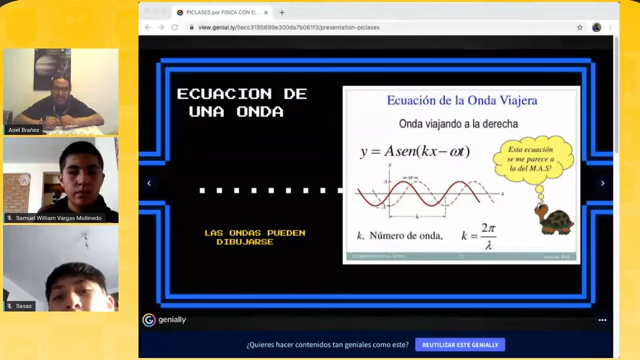 PICLASES por FISICA CON El
view.genial.ly/5ecc3195699e300d7b061f3/presentation-piclases
ECUACION DE
UNA ONDA
Ecuación de la Onda Viajera
Onda viajando a la derecha
y = Asen(kx− ωt)
Esta ecuación
se me parece a
la del M.A.S!
k, Número de onda, k = 2π/λ
LAS ONDAS PUEDEN
DIBUJARSE
Ariel Brañez
Samuel William Vargas Mollinedo
Sasao
genially
¿Quieres hacer contenidos tan geniales como este?
REUTILIZAR ESTE GENIALLY